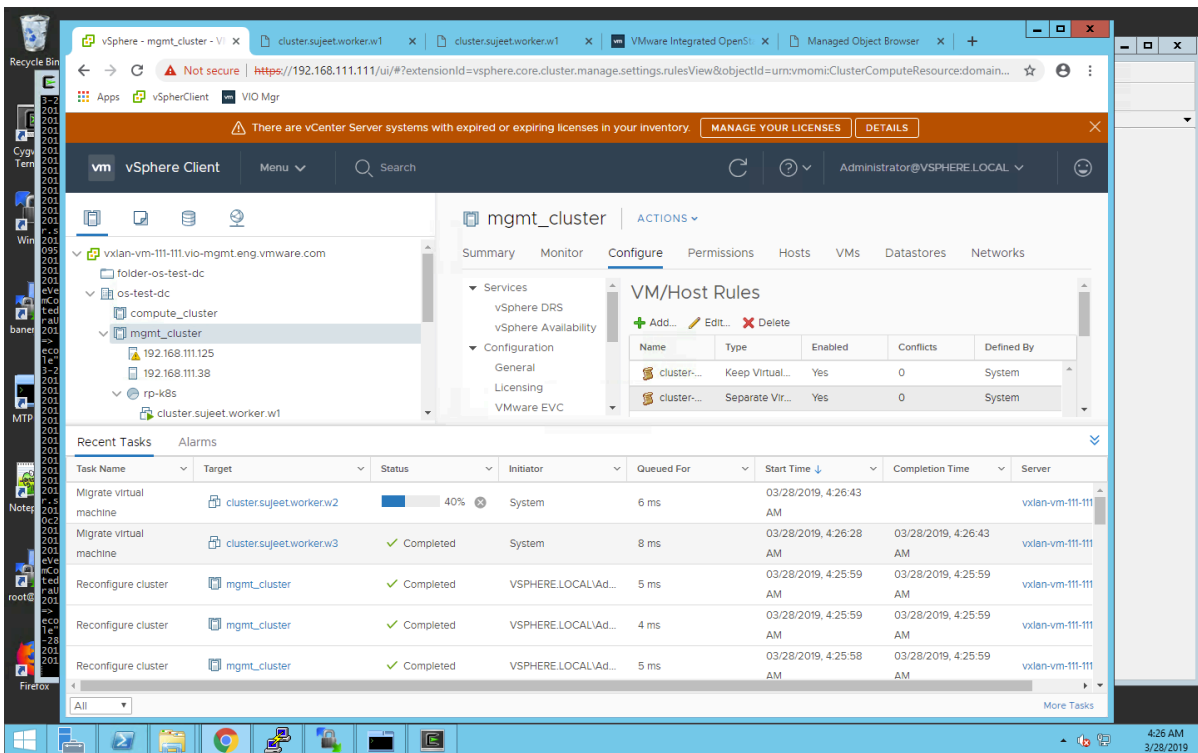 Recycle Bin
vSphere - mgmt_cluster - V
cluster.sujeet.worker.w1
cluster.sujeet.worker.w1
VMware Integrated OpenSt
Managed Object Browser
Not secure | https://192.168.111.111/ui/#?extensionId=vsphere.core.cluster.manage.settings.rulesView&objectId=urn:vmomi:ClusterComputeResource:domain...
Apps vSpherClient vm VIO Mgr
There are vCenter Server systems with expired or expiring licenses in your inventory. MANAGE YOUR LICENSES DETAILS
vm vSphere Client Menu Search Administrator@VSPHERE.LOCAL
mgmt_cluster ACTIONS
Summary Monitor Configure Permissions Hosts VMs Datastores Networks
vxlan-vm-111-111.vio-mgmt.eng.vmware.com
folder-os-test-dc
os-test-dc
compute_cluster
mgmt_cluster
192.168.111.125
192.168.111.38
rp-k8s
cluster.sujeet.worker.w1
Services
vSphere DRS
vSphere Availability
Configuration
General
Licensing
VMware EVC
VM/Host Rules
Add... Edit... Delete
Name Type Enabled Conflicts Defined By
cluster-... Keep Virtual... Yes 0 System
cluster-... Separate Vir... Yes 0 System
Recent Tasks Alarms
Task Name Target Status Initiator Queued For Start Time Completion Time Server
Migrate virtual machine cluster.sujeet.worker.w2 40% System 6 ms 03/28/2019, 4:26:43 AM vxlan-vm-111-111
Migrate virtual machine cluster.sujeet.worker.w3 Completed System 8 ms 03/28/2019, 4:26:28 AM 03/28/2019, 4:26:43 AM vxlan-vm-111-111
Reconfigure cluster mgmt_cluster Completed VSPHERE.LOCAL\Ad... 5 ms 03/28/2019, 4:25:59 AM 03/28/2019, 4:25:59 AM vxlan-vm-111-111
Reconfigure cluster mgmt_cluster Completed VSPHERE.LOCAL\Ad... 4 ms 03/28/2019, 4:25:59 AM 03/28/2019, 4:25:59 AM vxlan-vm-111-111
Reconfigure cluster mgmt_cluster Completed VSPHERE.LOCAL\Ad... 5 ms 03/28/2019, 4:25:58 AM 03/28/2019, 4:25:59 AM vxlan-vm-111-111
All More Tasks
Cygw
Term
Win
baner
MTP
Notep
root@
Firefox
4:26 AM
3/28/2019